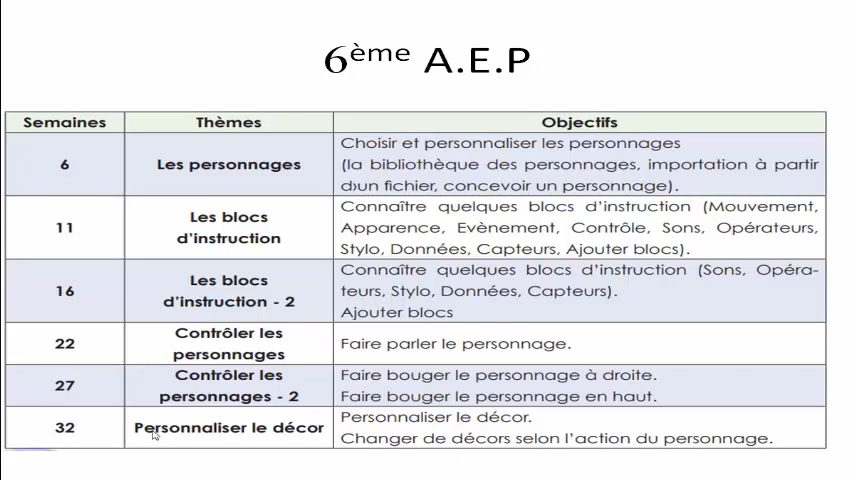 6ème A.E.P
Semaines Thèmes Objectifs
6 Les personnages Choisir et personnaliser les personnages
(la bibliothèque des personnages, importation à partir
d›un fichier, concevoir un personnage).
11 Les blocs
d’instruction
Connaître quelques blocs d’instruction (Mouvement,
Apparence, Evènement, Contrôle, Sons, Opérateurs,
Stylo, Données, Capteurs, Ajouter blocs).
16 Les blocs
d’instruction - 2
Connaître quelques blocs d’instruction (Sons, Opéra-
teurs, Stylo, Données, Capteurs).
Ajouter blocs
22 Contrôler les
personnages
Faire parler le personnage.
27 Contrôler les
personnages - 2
Faire bouger le personnage à droite.
Faire bouger le personnage en haut.
32 Personnaliser le décor Personnaliser le décor.
Changer de décors selon l’action du personnage.